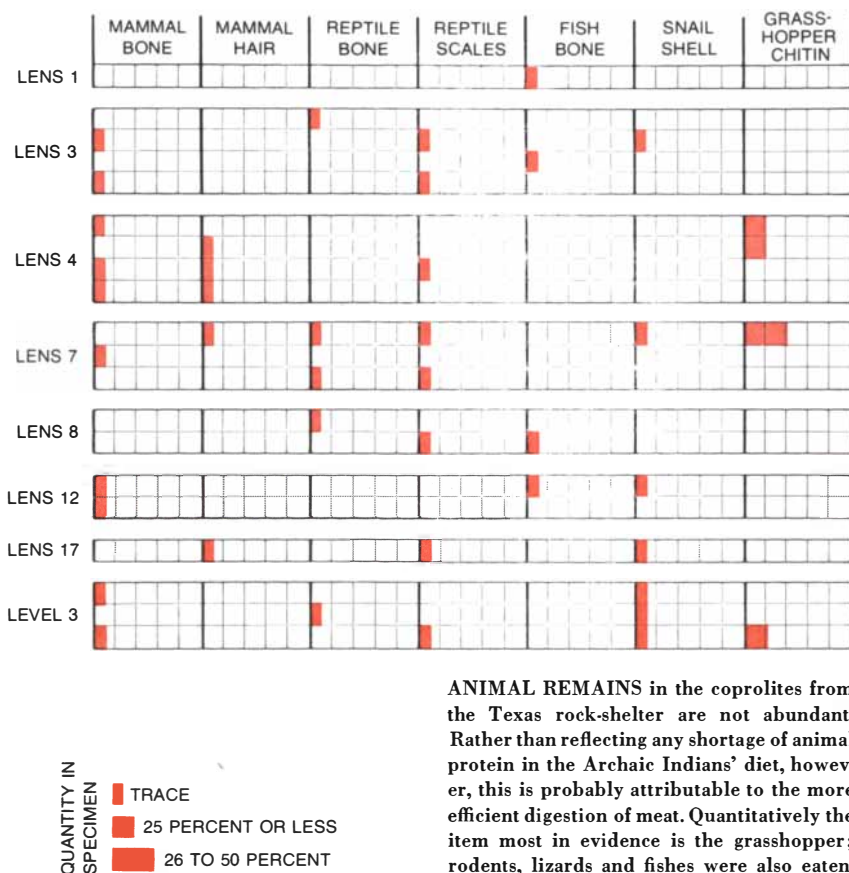 MAMMAL BONE
MAMMAL HAIR
REPTILE BONE
REPTILE SCALES
FISH BONE
SNAIL SHELL
GRASS-
HOPPER
CHITIN
LENS 1
LENS 3
LENS 4
LENS 7
LENS 8
LENS 12
LENS 17
LEVEL 3
QUANTITY IN
SPECIMEN
TRACE
25 PERCENT OR LESS
26 TO 50 PERCENT
ANIMAL REMAINS in the coprolites from
the Texas rock-shelter are not abundant
Rather than reflecting any shortage of animal
protein in the Archaic Indians' diet, howev
er, this is probably attributable to the more
efficient digestion of meat. Quantitatively the
item most in evidence is the grasshopper;
rodents, lizards and fishes were also eaten